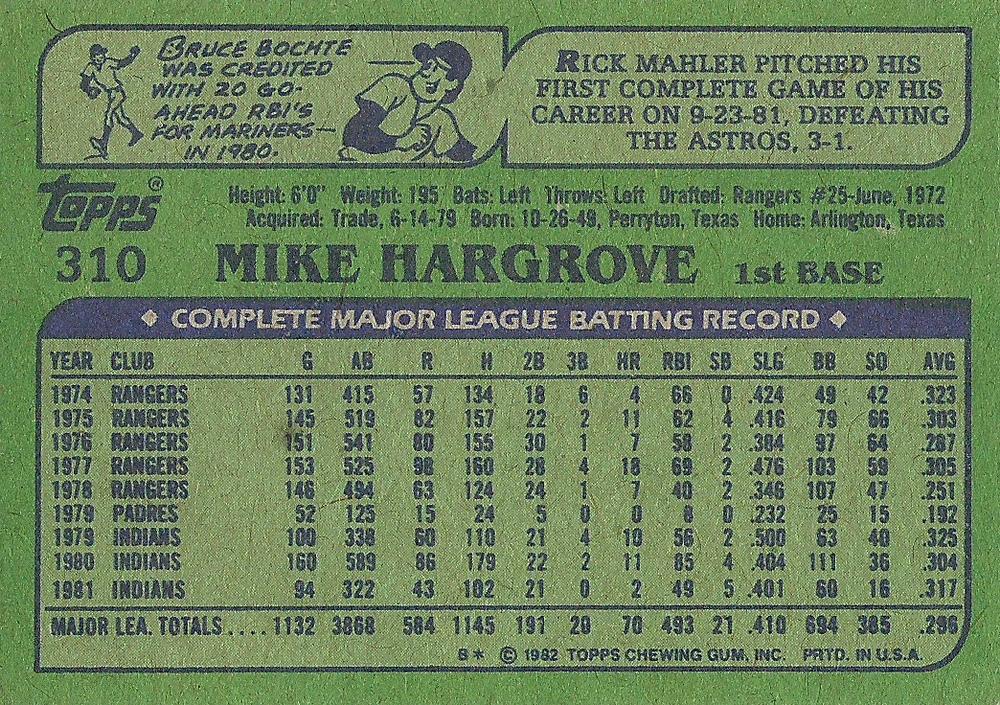 BRUCE BOCHTE
WAS CREDITED
WITH 20 GO-
AHEAD RBI'S
FOR MARINERS
IN 1980.
RICK MAHLER PITCHED HIS
FIRST COMPLETE GAME OF HIS
CAREER ON 9-23-81, DEFEATING
THE ASTROS, 3-1.
Topps®
Height: 6'0" Weight: 195 Bats: Left Throws: Left Drafted: Rangers #25-June, 1972
Acquired: Trade, 6-14-79 Born: 10-26-49, Perryton, Texas Home: Arlington, Texas
310 MIKE HARGROVE 1st BASE
◆ COMPLETE MAJOR LEAGUE BATTING RECORD ◆
YEAR CLUB G AB R H 2B 3B HR RBI SB SLG BB SO AVG
1974 RANGERS 131 415 57 134 18 6 4 66 0 .424 49 42 .323
1975 RANGERS 145 519 82 157 22 2 11 62 4 .416 79 66 .303
1976 RANGERS 151 541 80 155 30 1 7 58 2 .384 97 64 .287
1977 RANGERS 153 525 98 160 28 4 18 69 2 .476 103 59 .305
1978 RANGERS 146 494 63 124 24 1 7 40 2 .346 107 47 .251
1979 PADRES 52 125 15 24 5 0 0 8 0 .232 25 15 .192
1979 INDIANS 100 338 60 110 21 4 10 56 2 .500 63 40 .325
1980 INDIANS 160 589 86 179 22 2 11 85 4 .404 111 36 .304
1981 INDIANS 94 322 43 102 21 0 2 49 5 .401 60 16 .317
MAJOR LEA. TOTALS.... 1132 3868 584 1145 191 20 70 493 21 .410 694 385 .296
B* © 1982 TOPPS CHEWING GUM, INC. PRTD. IN U.S.A.